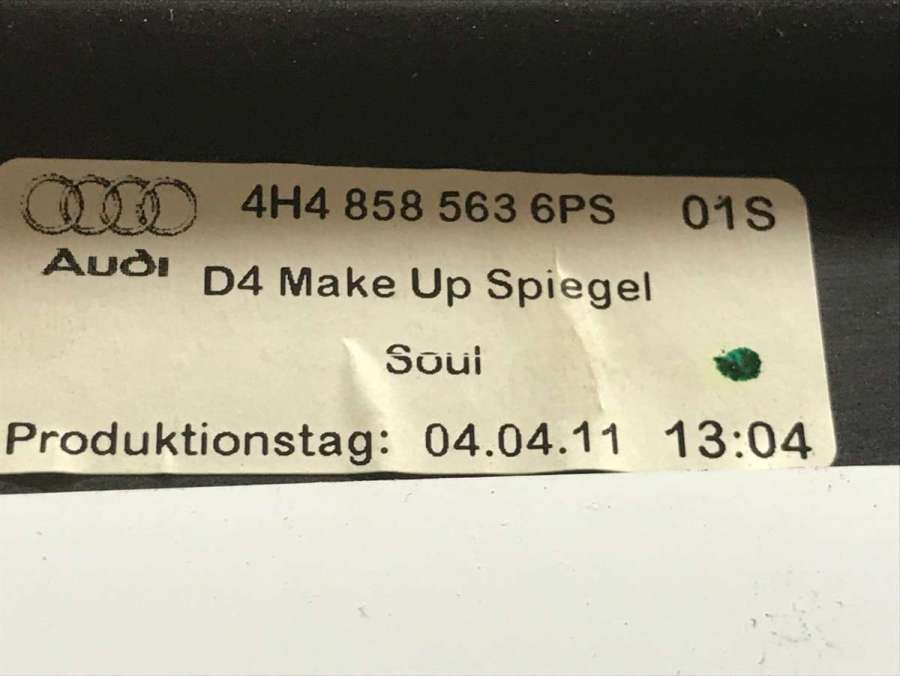 4H4 858 563 6PS 01S
Audi
D4 Make Up Spiegel
Soul
Produktionstag: 04.04.11 13:04